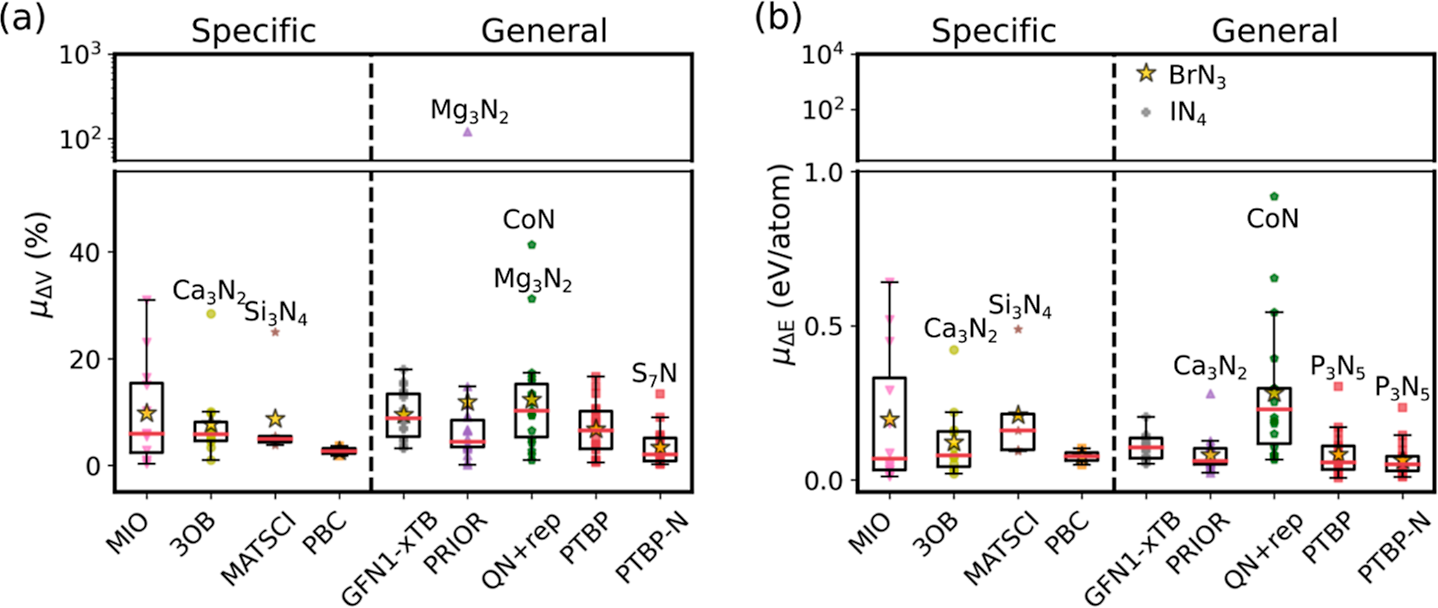 (a)
Specific General
10³
10²
Mg₃N₂
μΔV (%)
40
20
0
CoN
Mg₃N₂
Ca₃N₂
Si₃N₄
S₇N
MIO 3OB MATSCI PBC GFN1-xTB PRIOR QN+rep PTBP PTBP-N
(b)
Specific General
10⁴
10²
BrN₃
IN₄
μΔE (eV/atom)
1.0
0.5
0.0
CoN
Si₃N₄
Ca₃N₂
Ca₃N₂
P₃N₅
P₃N₅
MIO 3OB MATSCI PBC GFN1-xTB PRIOR QN+rep PTBP PTBP-N